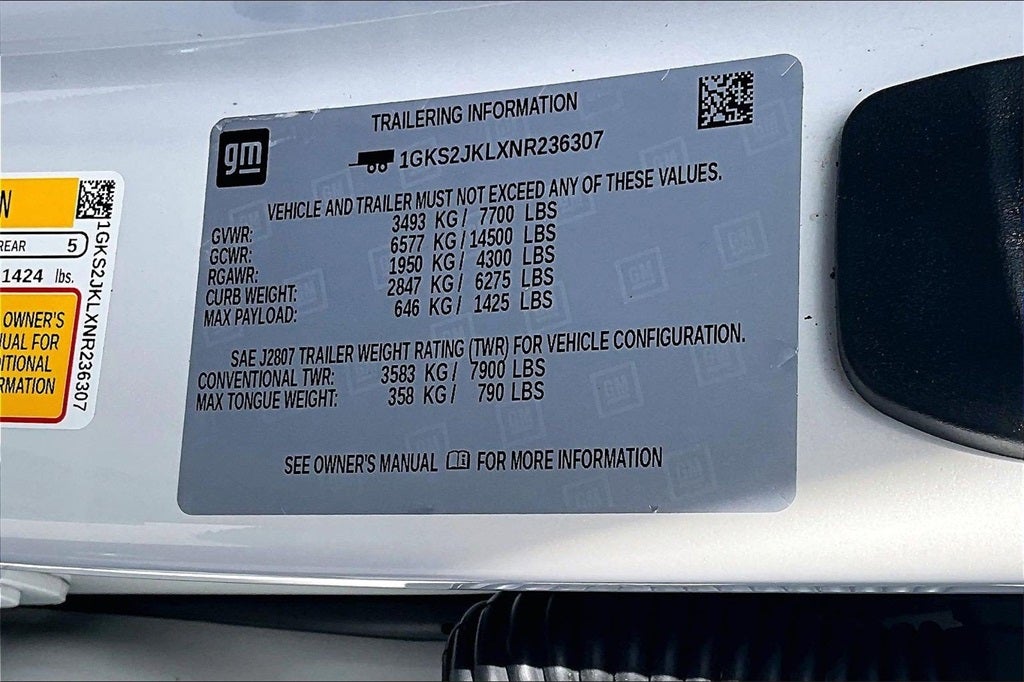 TRAILERING INFORMATION
gm
1GKS2JKLXNR236307
VEHICLE AND TRAILER MUST NOT EXCEED ANY OF THESE VALUES.
GVWR: 3493 KG/ 7700 LBS
GCWR: 6577 KG/14500 LBS
RGAWR: 1950 KG/ 4300 LBS
CURB WEIGHT: 2847 KG/ 6275 LBS
MAX PAYLOAD: 646 KG/ 1425 LBS
SAE J2807 TRAILER WEIGHT RATING (TWR) FOR VEHICLE CONFIGURATION.
CONVENTIONAL TWR: 3583 KG/ 7900 LBS
MAX TONGUE WEIGHT: 358 KG/ 790 LBS
SEE OWNER'S MANUAL FOR MORE INFORMATION
REAR 5
1424 lbs.
OWNER'S
FOR
1GKS2JKLXNR236307